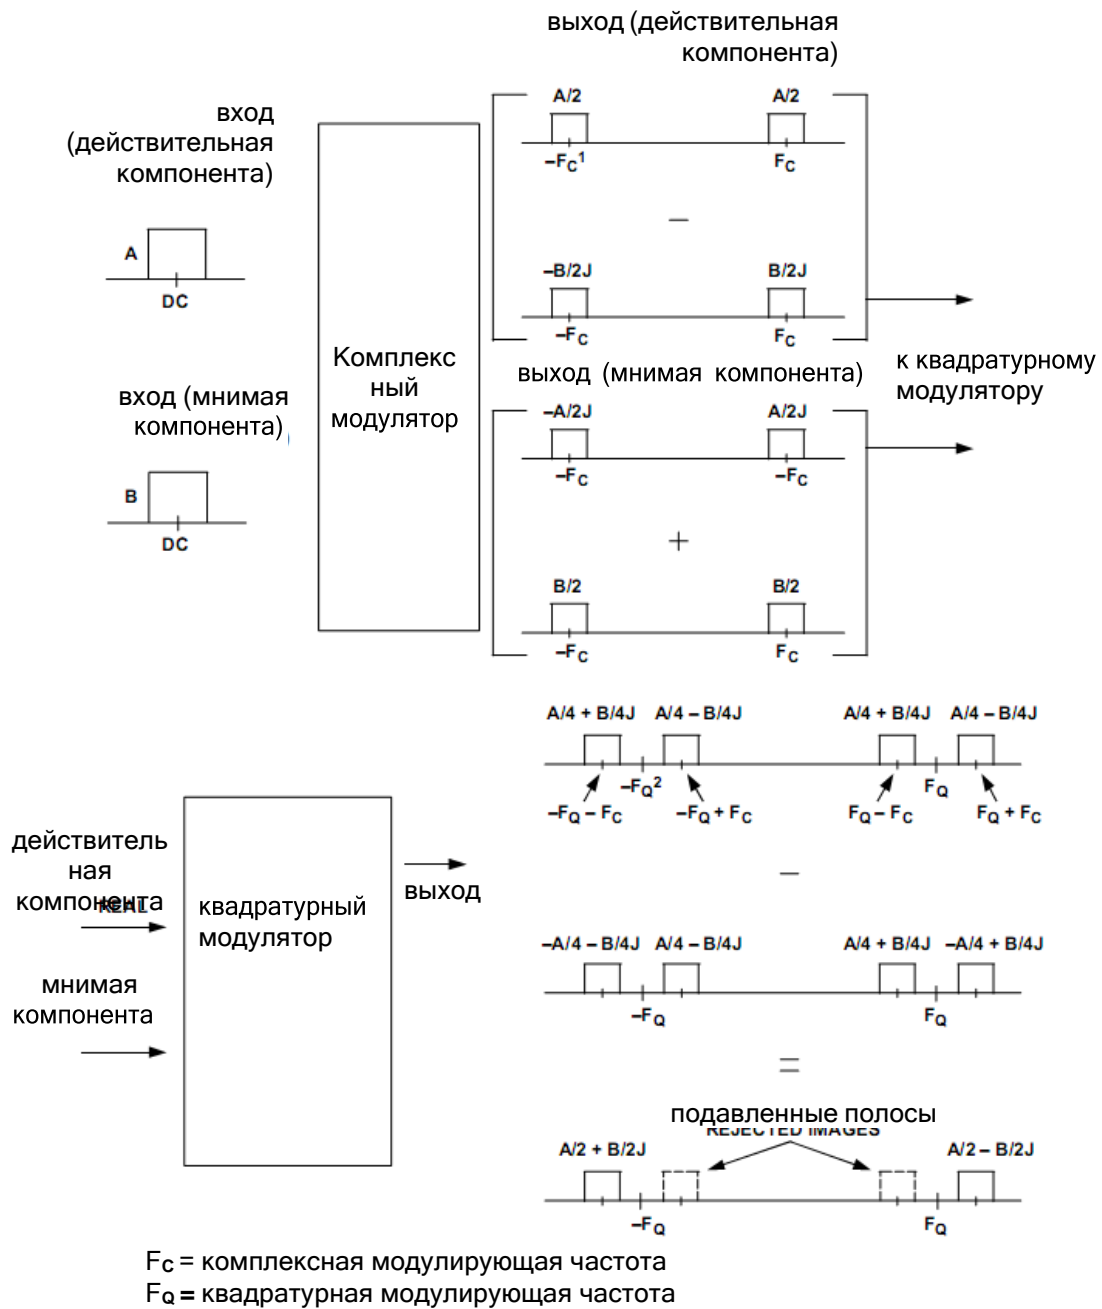 выход (действительная
компонента)
вход
(действительная
компонента)
A/2 A/2
–FC¹ FC
–
A
DC
–B/2J B/2J
–FC FC
Комплекс
ный
модулятор
к квадратурному
модулятору
выход (мнимая компонента)
вход (мнимая
компонента)
–A/2J A/2J
–FC –FC
+
B
DC
B/2 B/2
–FC FC
A/4 + B/4J A/4 – B/4J A/4 + B/4J A/4 – B/4J
–FQ² FQ
–FQ – FC –FQ + FC FQ – FC FQ + FC
действитель
ная
компонента
REAL
мнимая
компонента
квадратурный
модулятор
выход
–
–A/4 – B/4J A/4 – B/4J A/4 + B/4J –A/4 + B/4J
–FQ FQ
=
подавленные полосы
REJECTED IMAGES
A/2 + B/2J A/2 – B/2J
–FQ FQ
FC = комплексная модулирующая частота
FQ = квадратурная модулирующая частота